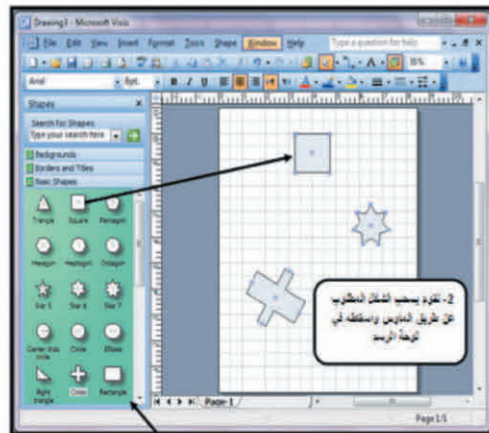 Drawing1 - Microsoft Visio
File Edit View Insert Format Tools Shape Window Help
Type a question for help
Arial 8pt. B I U
Shapes
Search for Shapes:
Type your search here
Backgrounds
Borders and Titles
Basic Shapes
Triangle Square Pentagon
Hexagon Heptagon Octagon
Star 5 Star 6 Star 7
Circle Ellipse
Right triangle Cross Rectangle
2- نقوم بسحب الشكل المطلوب
عن طريق الماوس واسقاطه في
لوحة الرسم
Page-1
Page 1/1